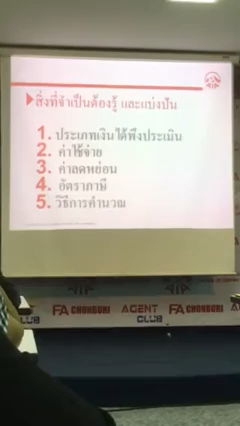 AIA
สิ่งที่จำเป็นต้องรู้ และแบ่งปัน
1. ประเภทเงินได้พึงประเมิน
2. ค่าใช้จ่าย
3. ค่าลดหย่อน
4. อัตราภาษี
5. วิธีการคำนวณ
FA CHONBURI AGENT CLUB FA CHONBURI
CLUB CLUB